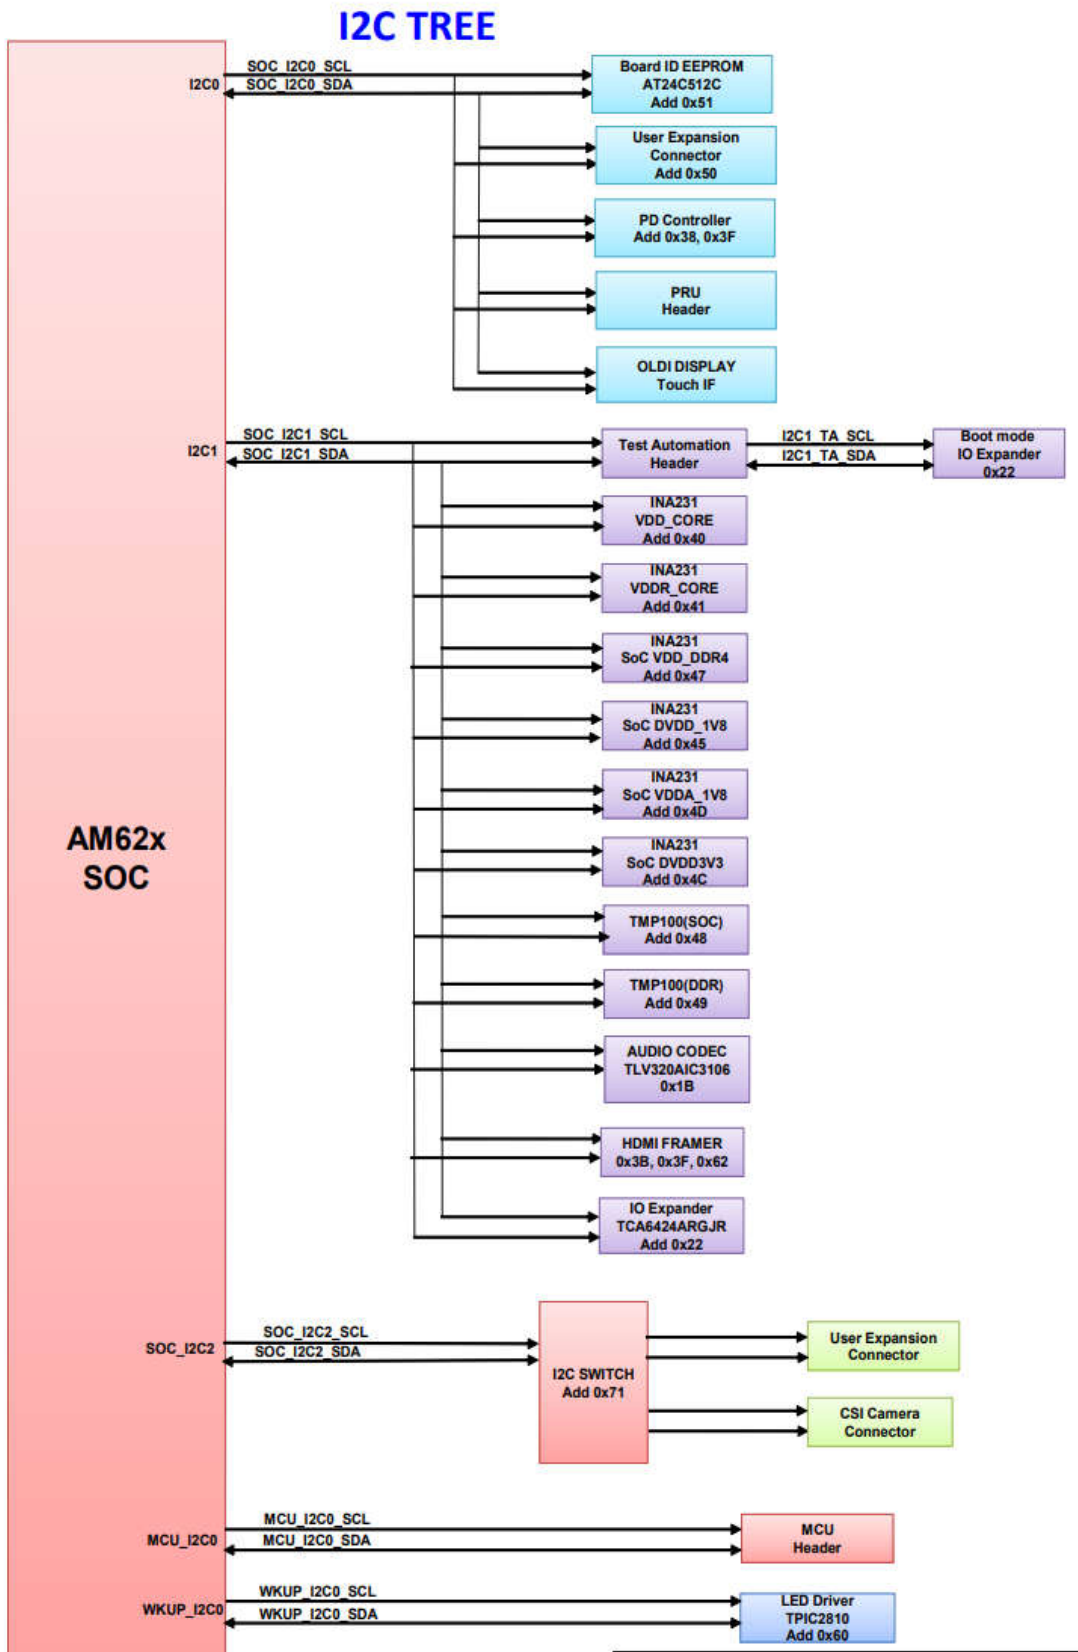 I2C TREE
SOC_I2C0_SCL
I2C0
SOC_I2C0_SDA
Board ID EEPROM
AT24C512C
Add 0x51
User Expansion
Connector
Add 0x50
PD Controller
Add 0x38, 0x3F
PRU
Header
OLDI DISPLAY
Touch IF
SOC_I2C1_SCL
I2C1
SOC_I2C1_SDA
Test Automation
Header
I2C1_TA_SCL
I2C1_TA_SDA
Boot mode
IO Expander
0x22
INA231
VDD_CORE
Add 0x40
INA231
VDDR_CORE
Add 0x41
INA231
SoC VDD_DDR4
Add 0x47
INA231
SoC DVDD_1V8
Add 0x45
INA231
SoC VDDA_1V8
Add 0x4D
AM62x
SOC
INA231
SoC DVDD3V3
Add 0x4C
TMP100(SOC)
Add 0x48
TMP100(DDR)
Add 0x49
AUDIO CODEC
TLV320AIC3106
0x1B
HDMI FRAMER
0x3B, 0x3F, 0x62
IO Expander
TCA6424ARGJR
Add 0x22
SOC_I2C2_SCL
SOC_I2C2
SOC_I2C2_SDA
I2C SWITCH
Add 0x71
User Expansion
Connector
CSI Camera
Connector
MCU_I2C0_SCL
MCU_I2C0
MCU_I2C0_SDA
MCU
Header
WKUP_I2C0_SCL
WKUP_I2C0
WKUP_I2C0_SDA
LED Driver
TPIC2810
Add 0x60